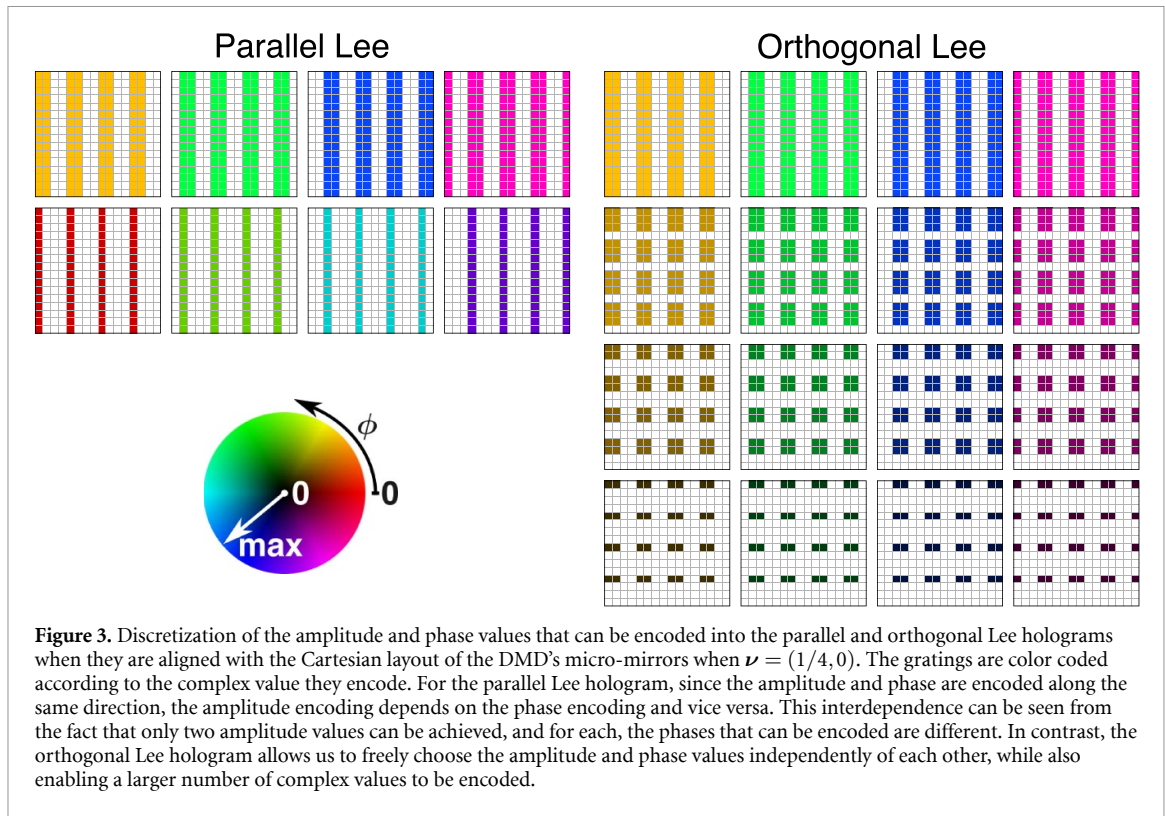 Parallel Lee
Orthogonal Lee
ϕ
0
0
max
Figure 3. Discretization of the amplitude and phase values that can be encoded into the parallel and orthogonal Lee holograms
when they are aligned with the Cartesian layout of the DMD's micro-mirrors when ν = (1/4, 0). The gratings are color coded
according to the complex value they encode. For the parallel Lee hologram, since the amplitude and phase are encoded along the
same direction, the amplitude encoding depends on the phase encoding and vice versa. This interdependence can be seen from
the fact that only two amplitude values can be achieved, and for each, the phases that can be encoded are different. In contrast, the
orthogonal Lee hologram allows us to freely choose the amplitude and phase values independently of each other, while also
enabling a larger number of complex values to be encoded.